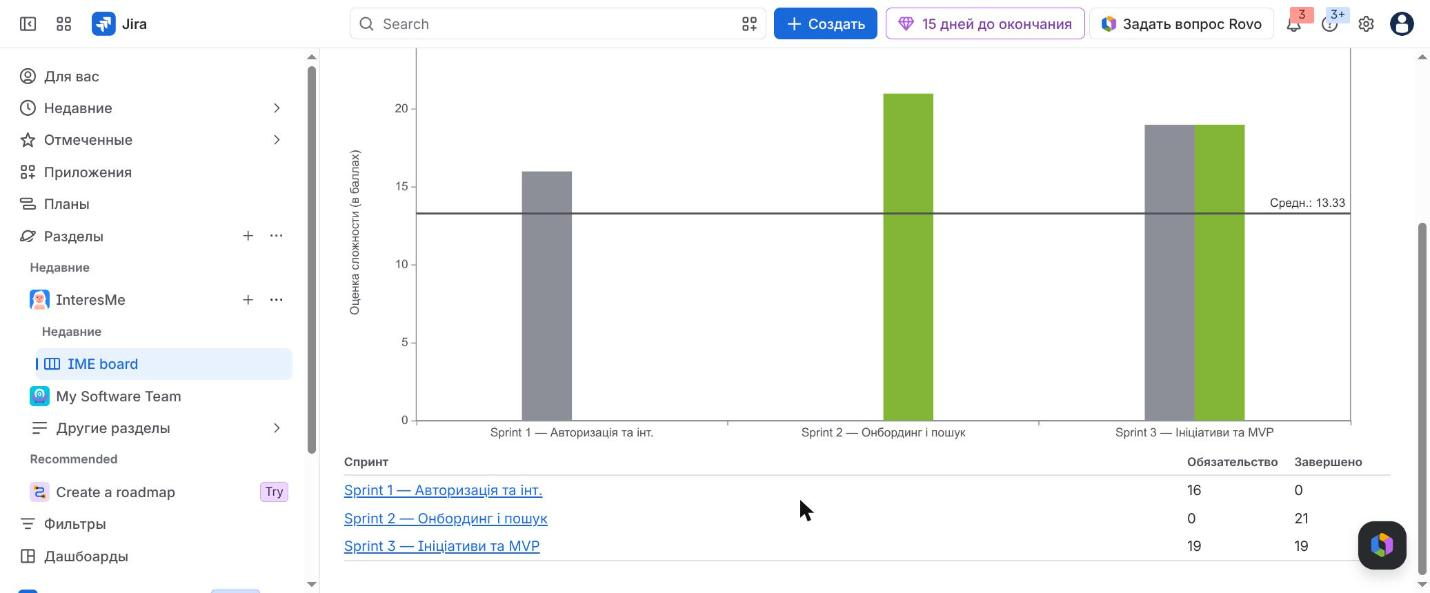 Jira
Search
Создать
15 дней до окончания
Задать вопрос Rovo
3
3+
Для вас
Недавние
Отмеченные
Приложения
Планы
Разделы
Недавние
InteresMe
Недавние
IME board
My Software Team
Другие разделы
Recommended
Create a roadmap
Try
Фильтры
Дашбоарды
Оценка сложности (в баллах)
20
15
10
5
0
Средн.: 13.33
Sprint 1 — Авторизація та інт.
Sprint 2 — Онбординг і пошук
Sprint 3 — Ініціативи та MVP
Спринт Обязательство Завершено
Sprint 1 — Авторизація та інт. 16 0
Sprint 2 — Онбординг і пошук 0 21
Sprint 3 — Ініціативи та MVP 19 19